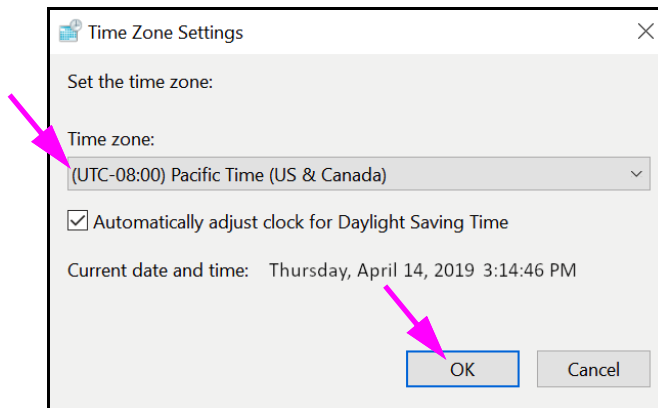 Time Zone Settings
Set the time zone:
Time zone:
(UTC-08:00) Pacific Time (US & Canada)
Automatically adjust clock for Daylight Saving Time
Current date and time: Thursday, April 14, 2019 3:14:46 PM
OK Cancel